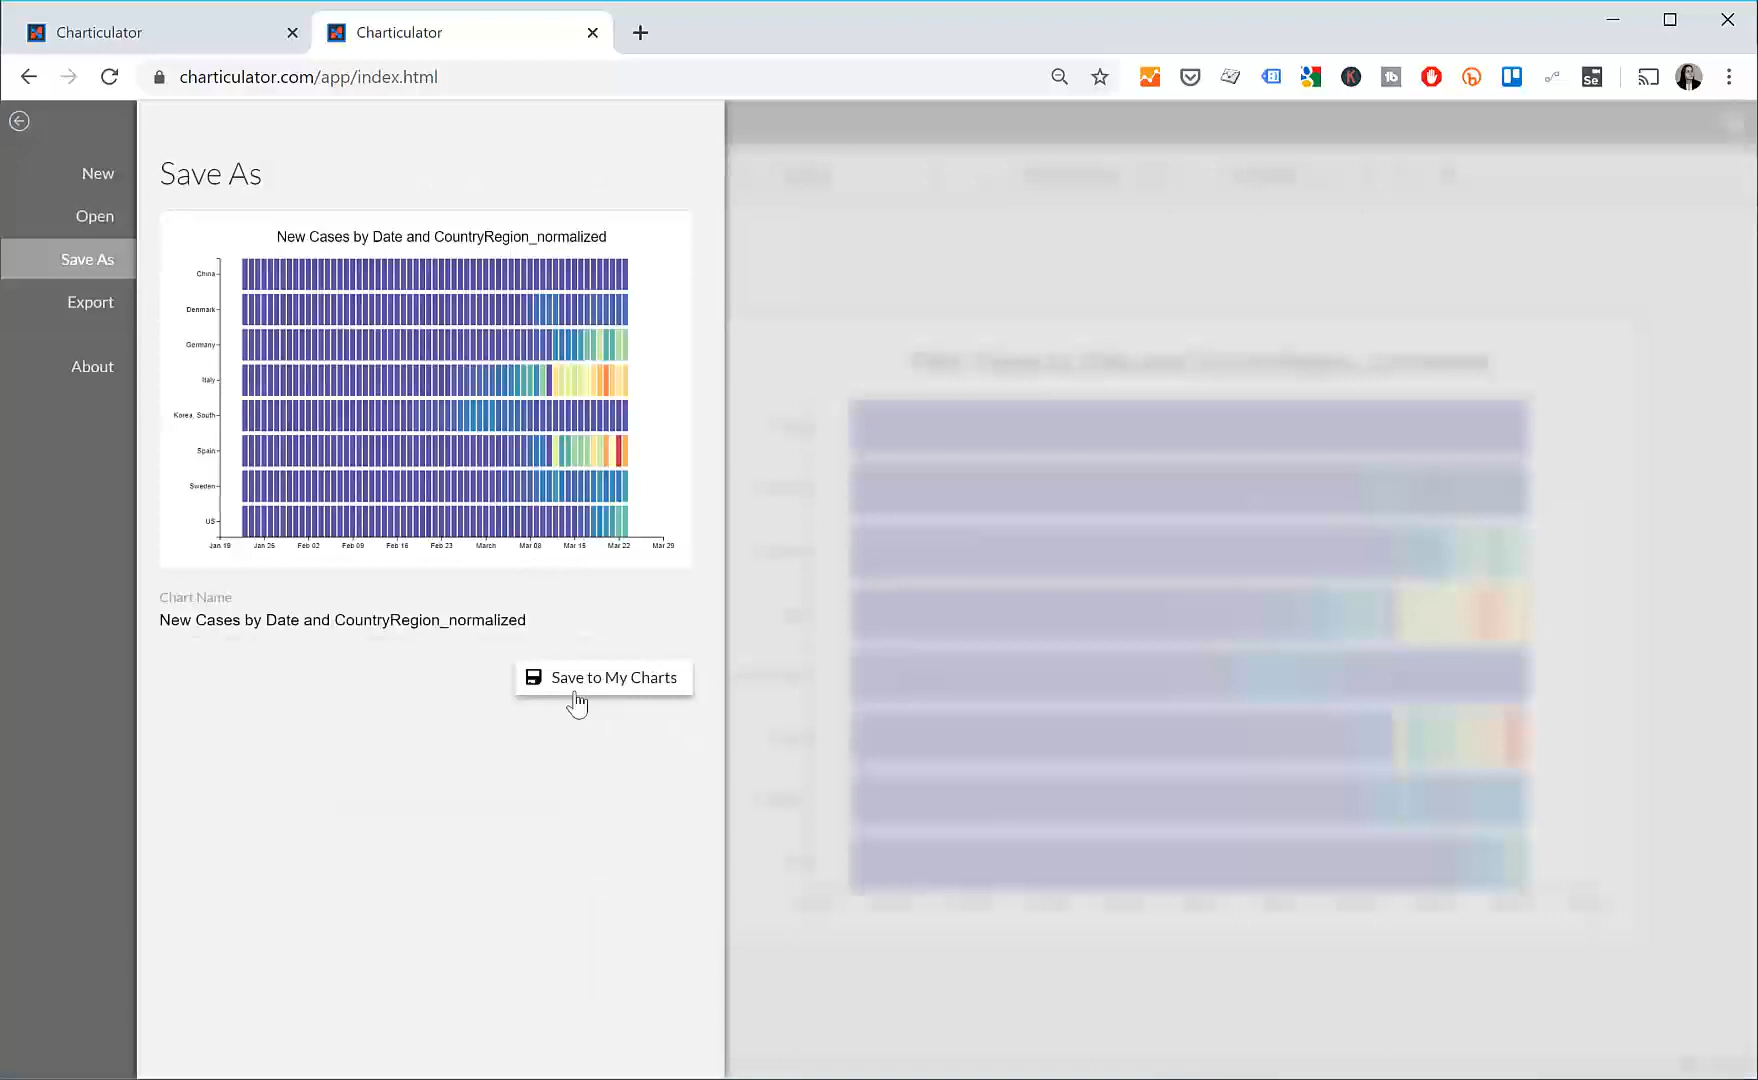 Charticulator
Charticulator
charticulator.com/app/index.html
New
Open
Save As
Export
About
Save As
New Cases by Date and CountryRegion_normalized
China
Denmark
Germany
Italy
Korea, South
Spain
Sweden
US
Jan 19 Jan 26 Feb 02 Feb 09 Feb 16 Feb 23 March Mar 08 Mar 15 Mar 22 Mar 29
Chart Name
New Cases by Date and CountryRegion_normalized
Save to My Charts